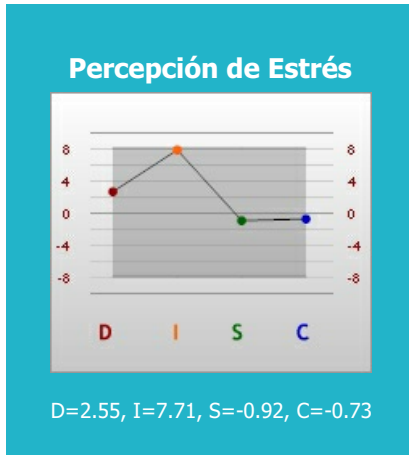 Percepción de Estrés
8 8
4 4
0 0
-4 -4
-8 -8
D I S C
D=2.55, I=7.71, S=-0.92, C=-0.73